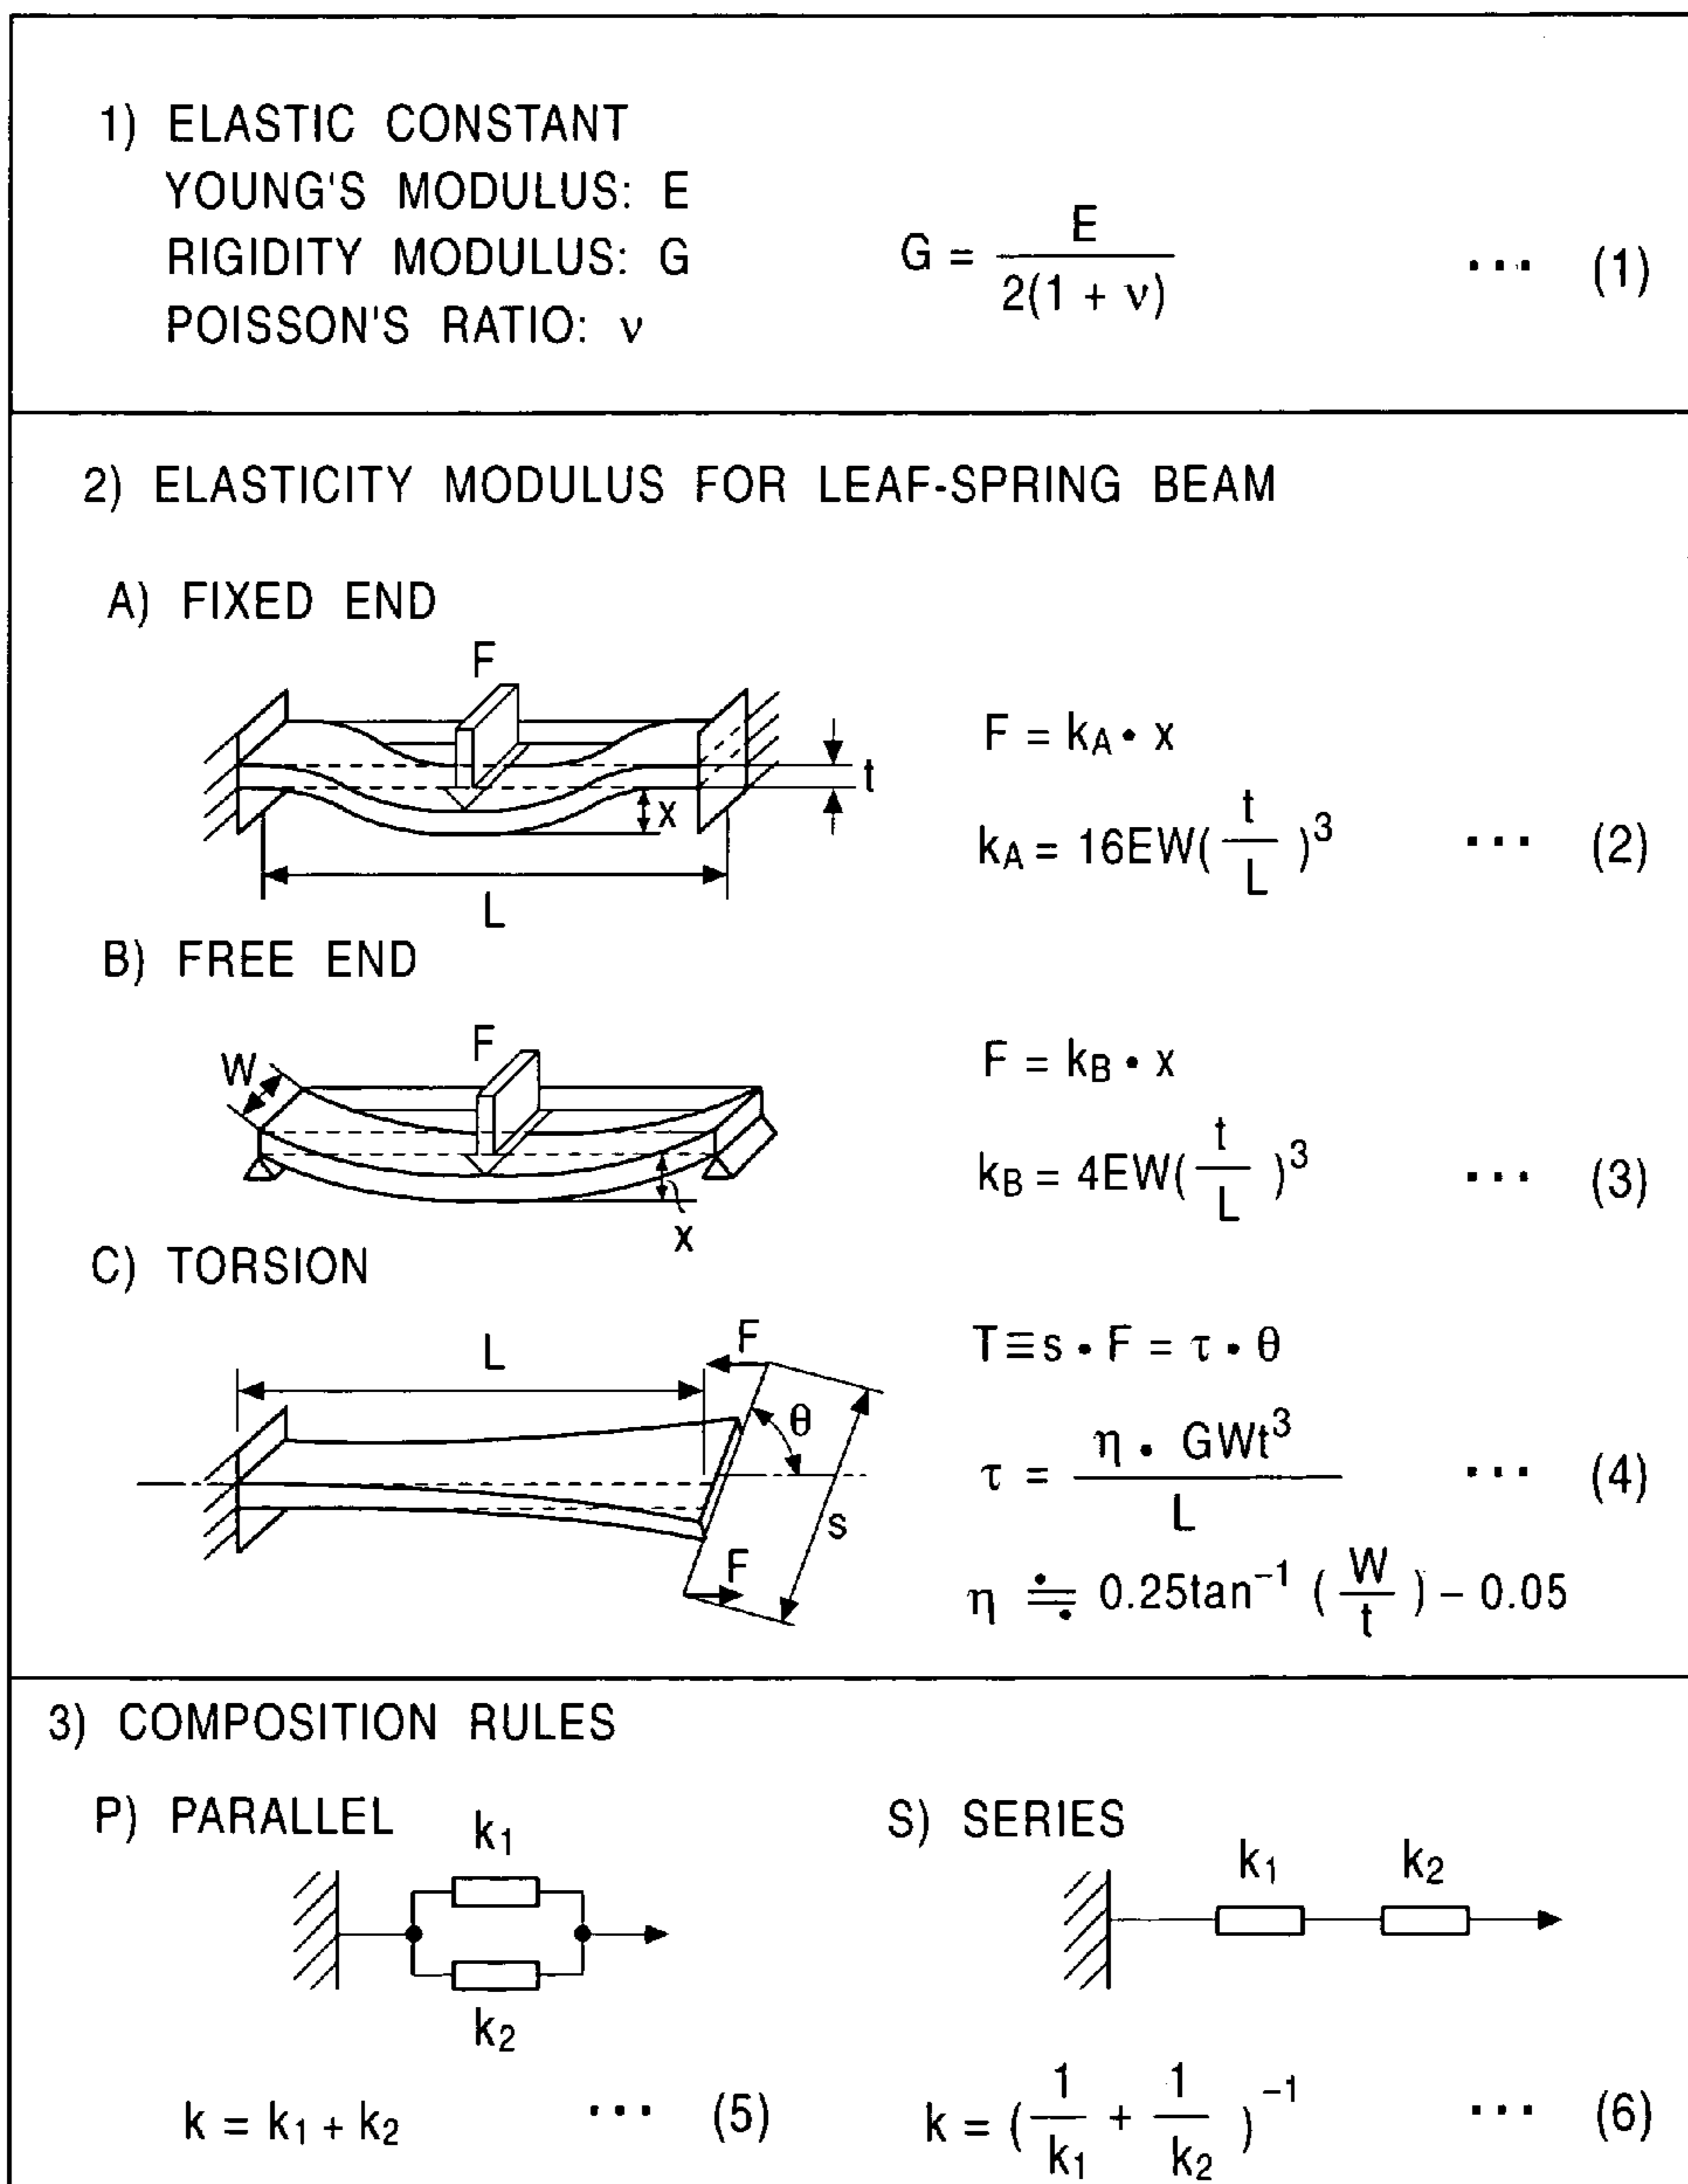 1) ELASTIC CONSTANT
YOUNG'S MODULUS: E
RIGIDITY MODULUS: G
POISSON'S RATIO: ν
G = E / 2(1 + ν) ··· (1)
2) ELASTICITY MODULUS FOR LEAF-SPRING BEAM
A) FIXED END
F
t
x
L
F = kA • x
kA = 16EW( t / L )³ ··· (2)
B) FREE END
W
F
x
F = kB • x
kB = 4EW( t / L )³ ··· (3)
C) TORSION
L
F
θ
s
F
T≡s • F = τ • θ
τ = η • GWt³ / L ··· (4)
η ≒ 0.25tan⁻¹ ( W / t ) – 0.05
3) COMPOSITION RULES
P) PARALLEL
k1
k2
k = k1 + k2 ··· (5)
S) SERIES
k1 k2
k = ( 1 / k1 + 1 / k2 )⁻¹ ··· (6)